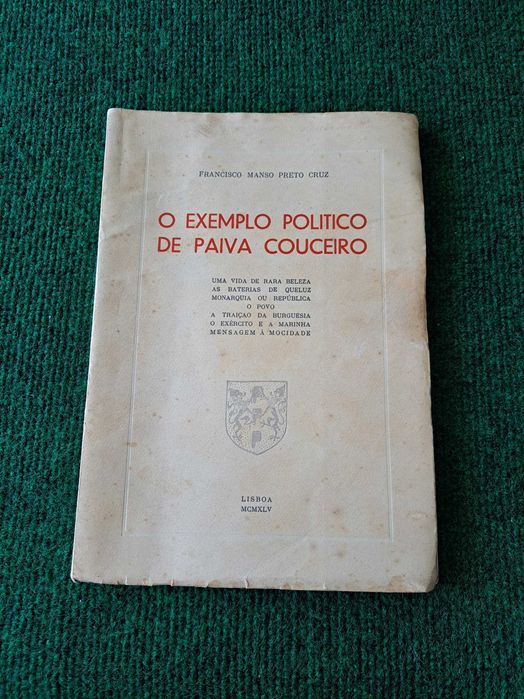 FRANCISCO MANSO PRETO CRUZ
O EXEMPLO POLITICO
DE PAIVA COUCEIRO
UMA VIDA DE RARA BELEZA
AS BATERIAS DE QUELUZ
MONARQUIA OU REPÚBLICA
O POVO
A TRAIÇAO DA BURGUESIA
O EXÉRCITO E A MARINHA
MENSAGEM À MOCIDADE
A P
P
LISBOA
MCMXLV